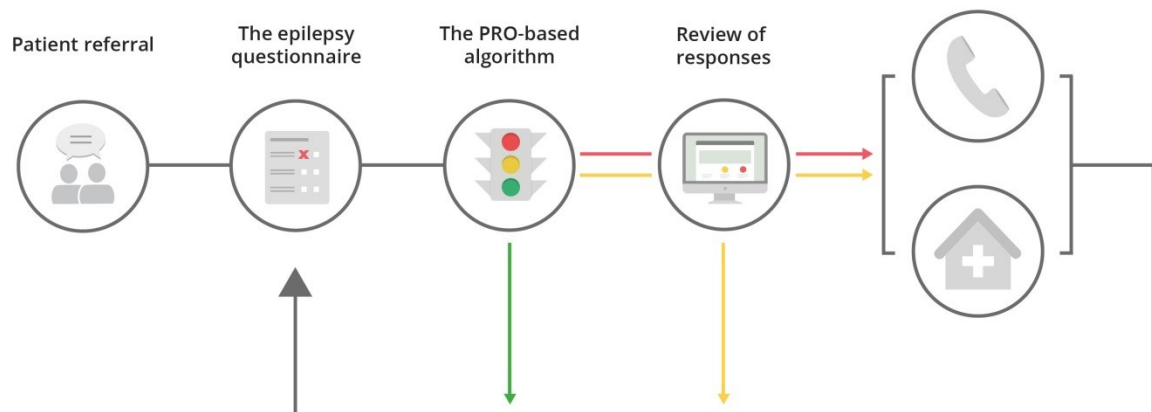 Patient referral
The epilepsy
questionnaire
The PRO-based
algorithm
Review of
responses